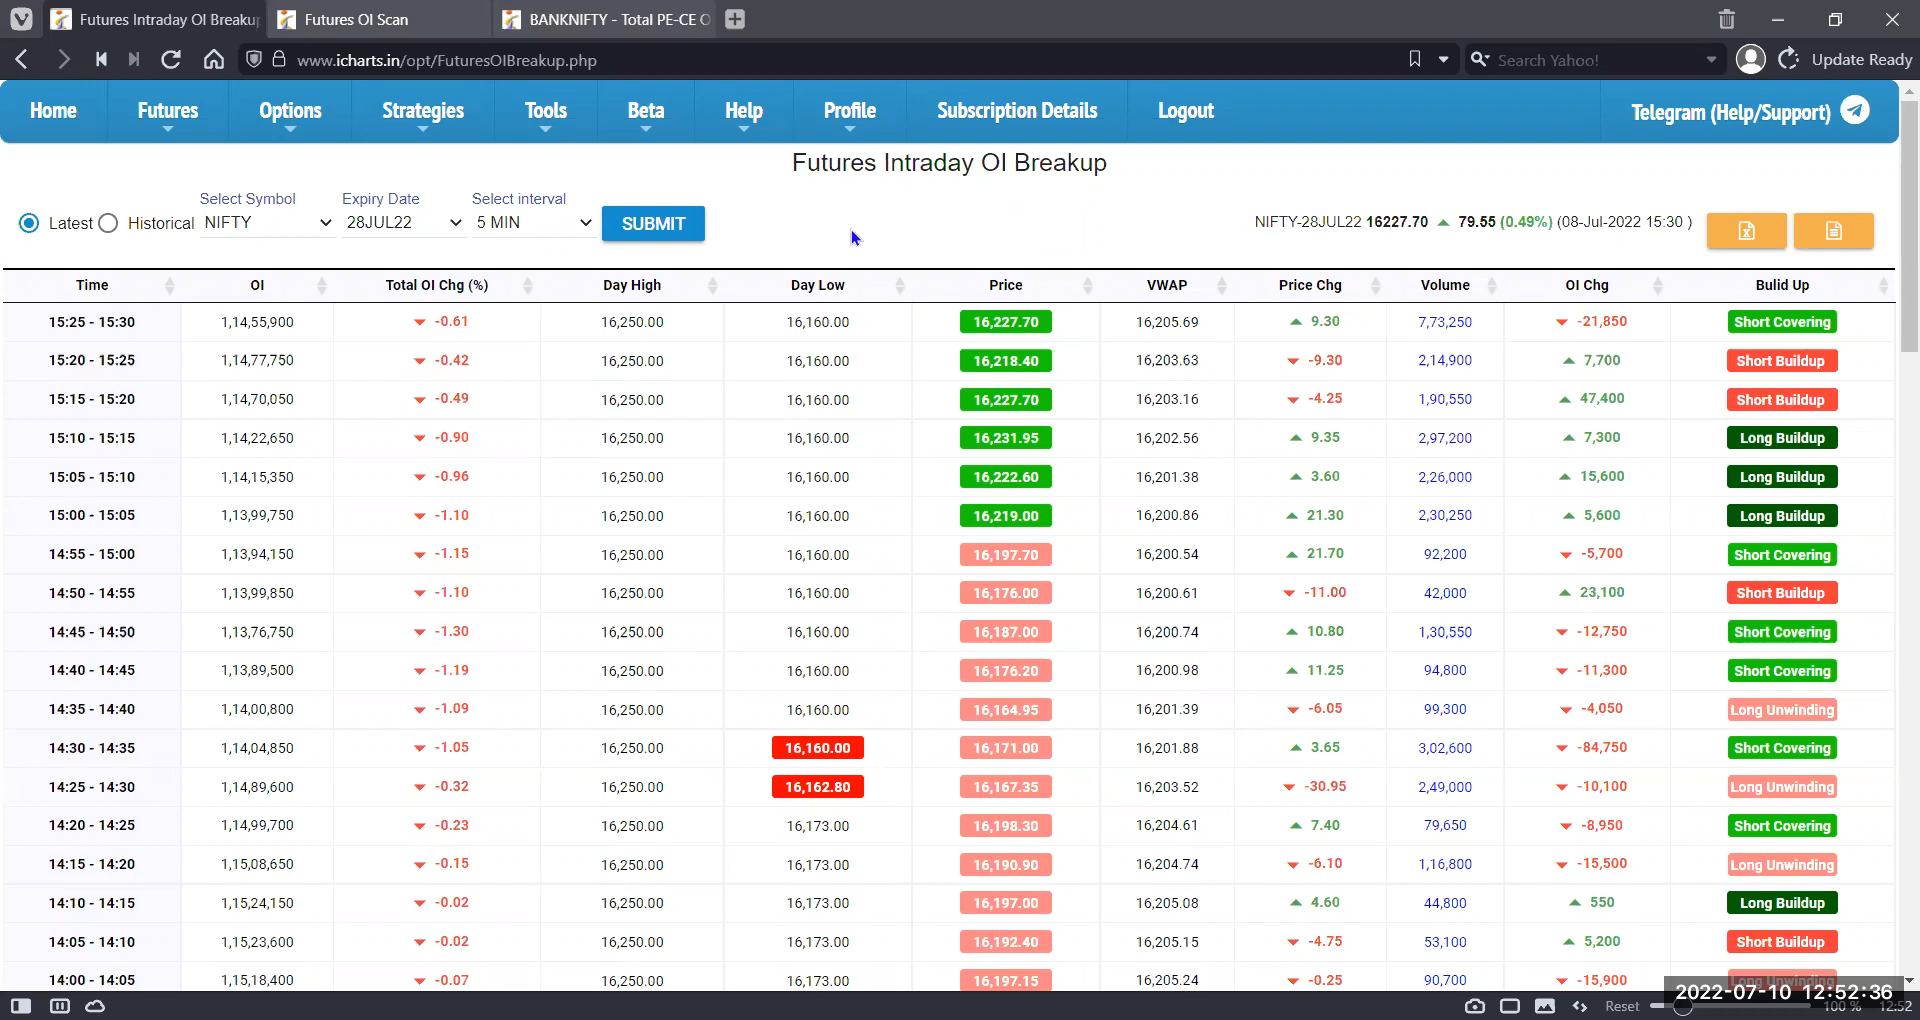 Futures Intraday OI Breakup
Futures OI Scan
BANKNIFTY - Total PE-CE O
www.icharts.in/opt/FuturesOIBreakup.php
Search Yahoo!
Update Ready
Home Futures Options Strategies Tools Beta Help Profile Subscription Details Logout Telegram (Help/Support)
Futures Intraday OI Breakup
Select Symbol Expiry Date Select interval
Latest Historical NIFTY 28JUL22 5 MIN SUBMIT NIFTY-28JUL22 16227.70 ▲ 79.55 (0.49%) (08-Jul-2022 15:30 )
Time OI Total OI Chg (%) Day High Day Low Price VWAP Price Chg Volume OI Chg Bulid Up
15:25 - 15:30 1,14,55,900 ▼ -0.61 16,250.00 16,160.00 16,227.70 16,205.69 ▲ 9.30 7,73,250 ▼ -21,850 Short Covering
15:20 - 15:25 1,14,77,750 ▼ -0.42 16,250.00 16,160.00 16,218.40 16,203.63 ▼ -9.30 2,14,900 ▲ 7,700 Short Buildup
15:15 - 15:20 1,14,70,050 ▼ -0.49 16,250.00 16,160.00 16,227.70 16,203.16 ▼ -4.25 1,90,550 ▲ 47,400 Short Buildup
15:10 - 15:15 1,14,22,650 ▼ -0.90 16,250.00 16,160.00 16,231.95 16,202.56 ▲ 9.35 2,97,200 ▲ 7,300 Long Buildup
15:05 - 15:10 1,14,15,350 ▼ -0.96 16,250.00 16,160.00 16,222.60 16,201.38 ▲ 3.60 2,26,000 ▲ 15,600 Long Buildup
15:00 - 15:05 1,13,99,750 ▼ -1.10 16,250.00 16,160.00 16,219.00 16,200.86 ▲ 21.30 2,30,250 ▲ 5,600 Long Buildup
14:55 - 15:00 1,13,94,150 ▼ -1.15 16,250.00 16,160.00 16,197.70 16,200.54 ▲ 21.70 92,200 ▼ -5,700 Short Covering
14:50 - 14:55 1,13,99,850 ▼ -1.10 16,250.00 16,160.00 16,176.00 16,200.61 ▼ -11.00 42,000 ▲ 23,100 Short Buildup
14:45 - 14:50 1,13,76,750 ▼ -1.30 16,250.00 16,160.00 16,187.00 16,200.74 ▲ 10.80 1,30,550 ▼ -12,750 Short Covering
14:40 - 14:45 1,13,89,500 ▼ -1.19 16,250.00 16,160.00 16,176.20 16,200.98 ▲ 11.25 94,800 ▼ -11,300 Short Covering
14:35 - 14:40 1,14,00,800 ▼ -1.09 16,250.00 16,160.00 16,164.95 16,201.39 ▼ -6.05 99,300 ▼ -4,050 Long Unwinding
14:30 - 14:35 1,14,04,850 ▼ -1.05 16,250.00 16,160.00 16,171.00 16,201.88 ▲ 3.65 3,02,600 ▼ -84,750 Short Covering
14:25 - 14:30 1,14,89,600 ▼ -0.32 16,250.00 16,162.80 16,167.35 16,203.52 ▼ -30.95 2,49,000 ▼ -10,100 Long Unwinding
14:20 - 14:25 1,14,99,700 ▼ -0.23 16,250.00 16,173.00 16,198.30 16,204.61 ▲ 7.40 79,650 ▼ -8,950 Short Covering
14:15 - 14:20 1,15,08,650 ▼ -0.15 16,250.00 16,173.00 16,190.90 16,204.74 ▼ -6.10 1,16,800 ▼ -15,500 Long Unwinding
14:10 - 14:15 1,15,24,150 ▼ -0.02 16,250.00 16,173.00 16,197.00 16,205.08 ▲ 4.60 44,800 ▲ 550 Long Buildup
14:05 - 14:10 1,15,23,600 ▼ -0.02 16,250.00 16,173.00 16,192.40 16,205.15 ▼ -4.75 53,100 ▲ 5,200 Short Buildup
14:00 - 14:05 1,15,18,400 ▼ -0.07 16,250.00 16,173.00 16,197.15 16,205.24 ▼ -0.25 90,700 ▼ -15,900 Long Unwinding
2022-07-10 12:52:36
Reset 100 % 12:52